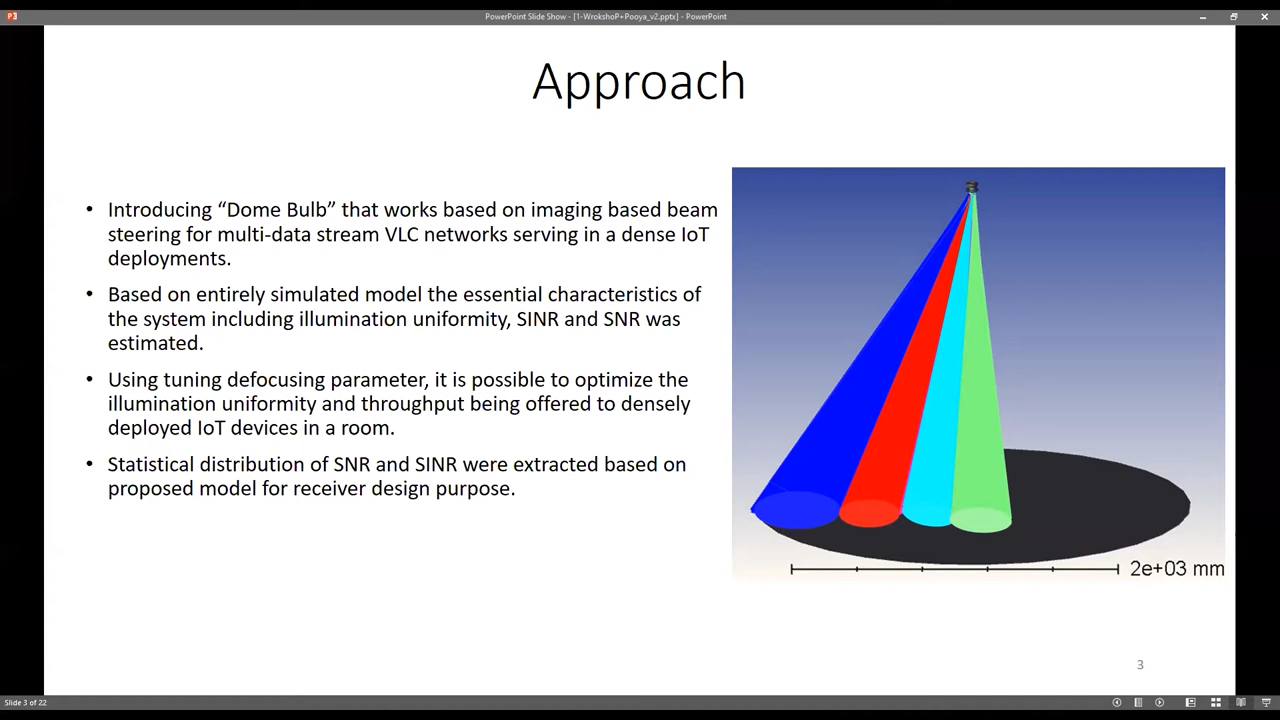 PowerPoint Slide Show - [1-WrokshoP+Pooya_v2.pptx] - PowerPoint
Approach
• Introducing “Dome Bulb” that works based on imaging based beam
steering for multi-data stream VLC networks serving in a dense IoT
deployments.
• Based on entirely simulated model the essential characteristics of
the system including illumination uniformity, SINR and SNR was
estimated.
• Using tuning defocusing parameter, it is possible to optimize the
illumination uniformity and throughput being offered to densely
deployed IoT devices in a room.
• Statistical distribution of SNR and SINR were extracted based on
proposed model for receiver design purpose.
2e+03 mm
3
Slide 3 of 22